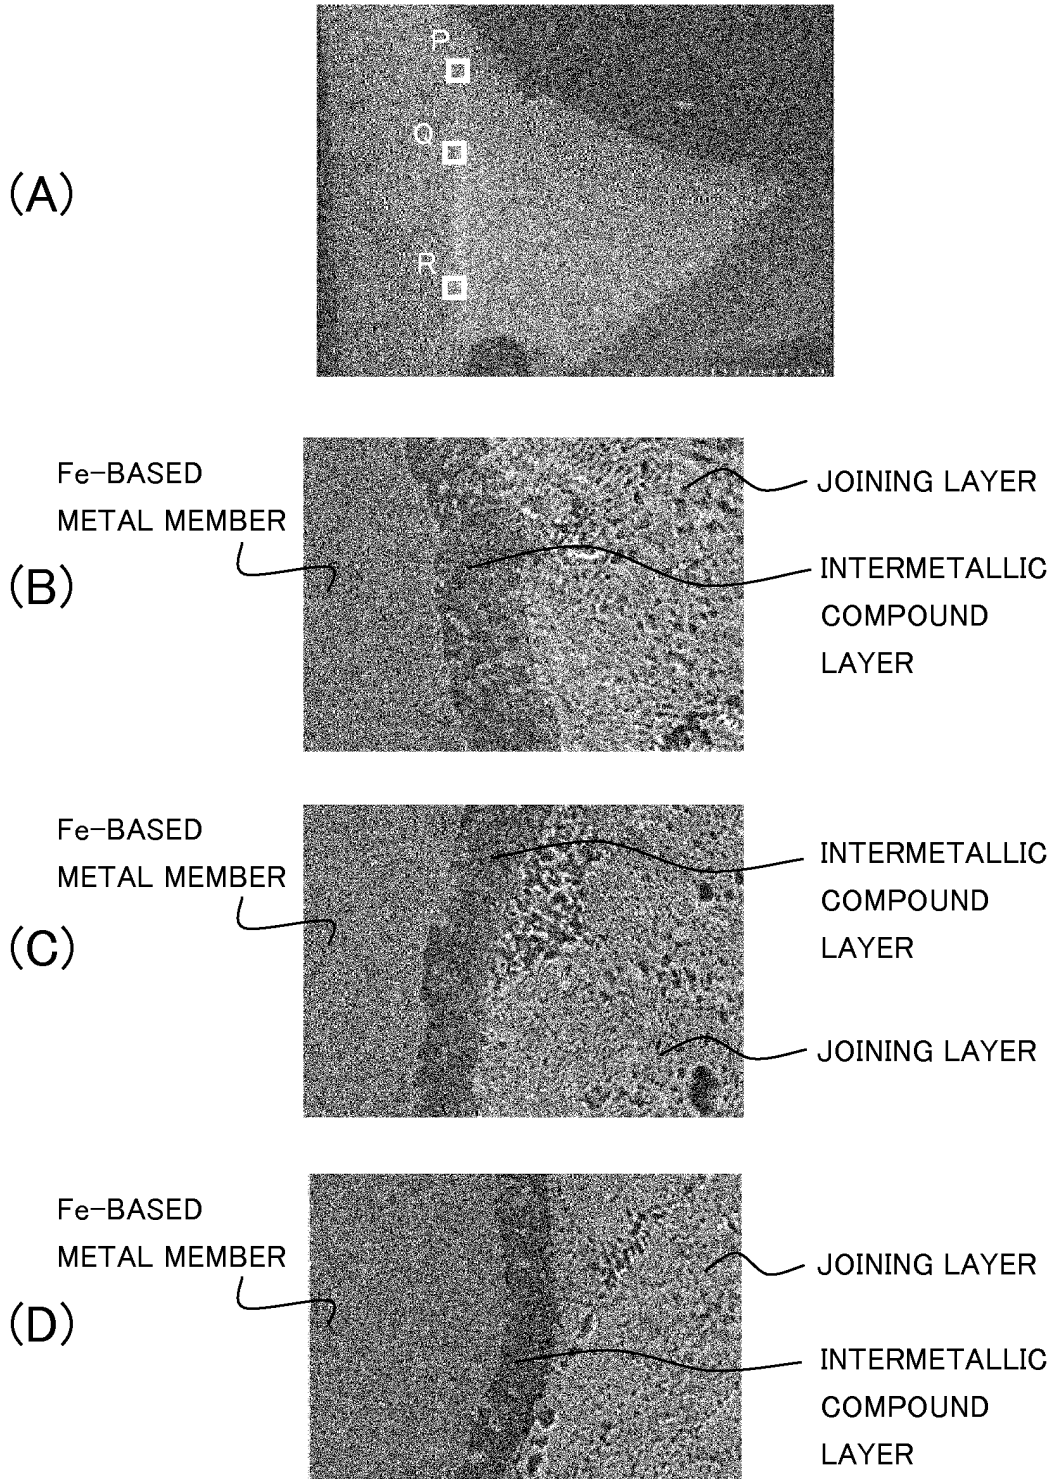 (A)
P
Q
R
(B)
Fe-BASED
METAL MEMBER
JOINING LAYER
INTERMETALLIC
COMPOUND
LAYER
(C)
Fe-BASED
METAL MEMBER
INTERMETALLIC
COMPOUND
LAYER
JOINING LAYER
(D)
Fe-BASED
METAL MEMBER
JOINING LAYER
INTERMETALLIC
COMPOUND
LAYER